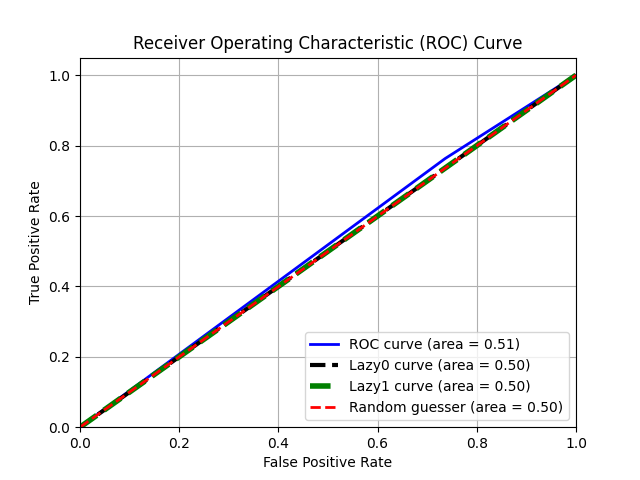 Receiver Operating Characteristic (ROC) Curve
True Positive Rate
1.0
0.8
0.6
0.4
0.2
0.0
ROC curve (area = 0.51)
Lazy0 curve (area = 0.50)
Lazy1 curve (area = 0.50)
Random guesser (area = 0.50)
0.0 0.2 0.4 0.6 0.8 1.0
False Positive Rate